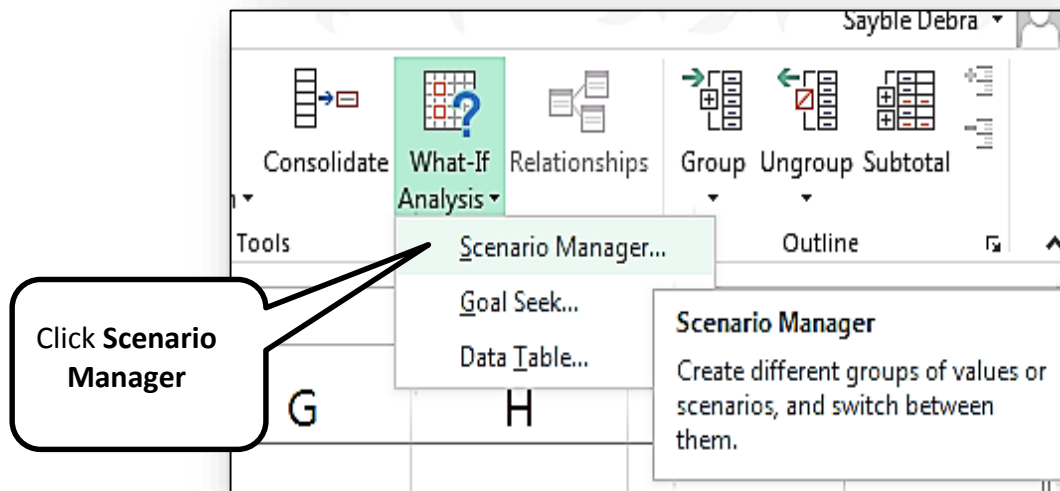 Sayble Debra
Consolidate What-If Analysis Relationships Group Ungroup Subtotal
Tools Outline
Scenario Manager...
Goal Seek...
Data Table...
Click Scenario
Manager
Scenario Manager
Create different groups of values or
scenarios, and switch between
them.
G H